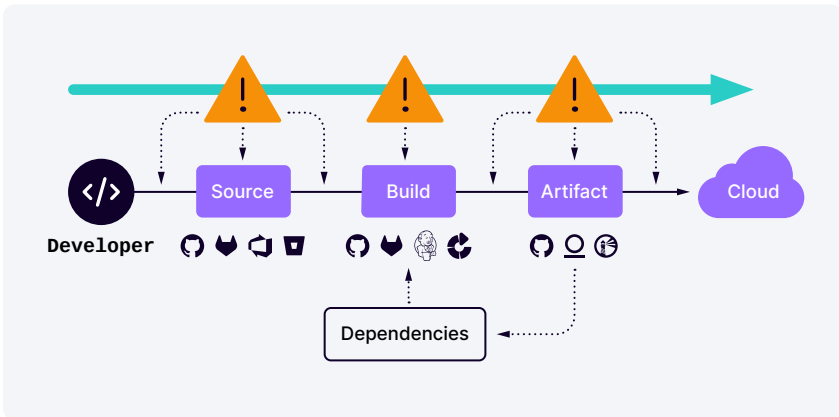 Source
Build
Artifact
Cloud
Developer
Dependencies